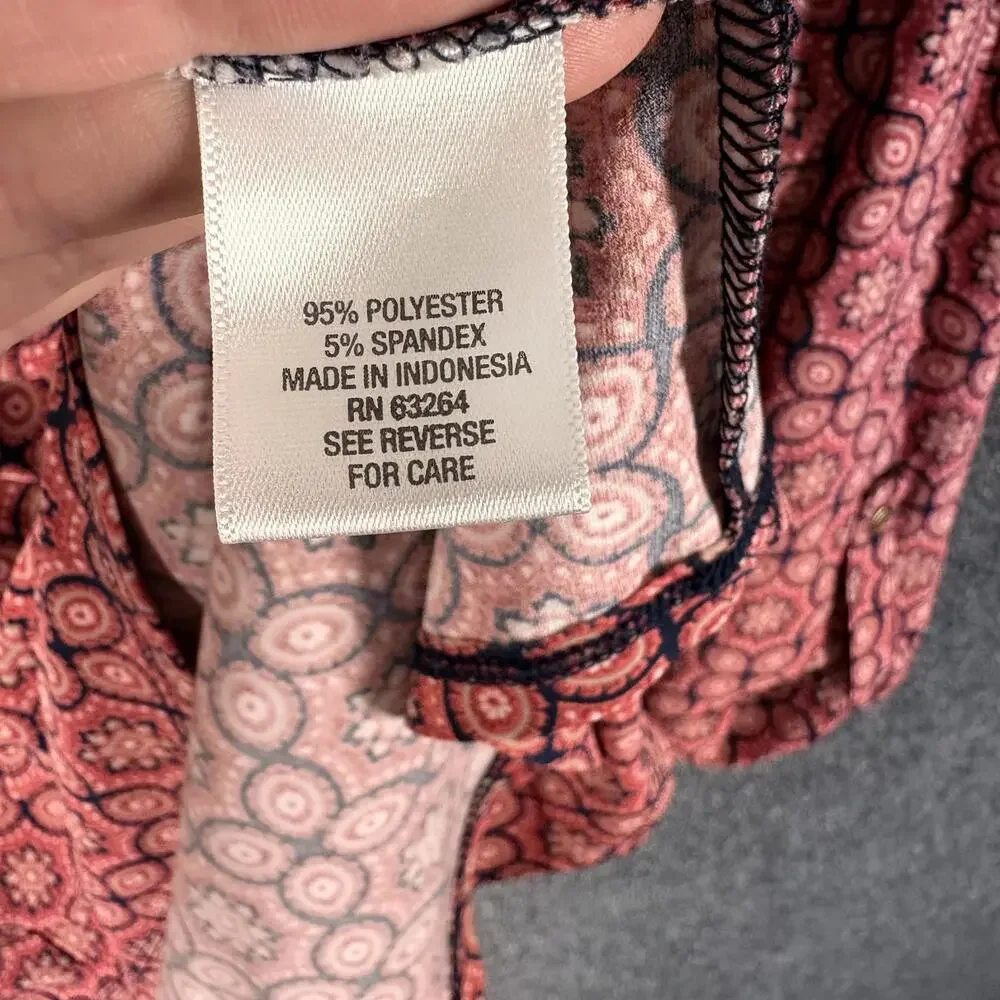 95% POLYESTER
5% SPANDEX
MADE IN INDONESIA
RN 63264
SEE REVERSE
FOR CARE